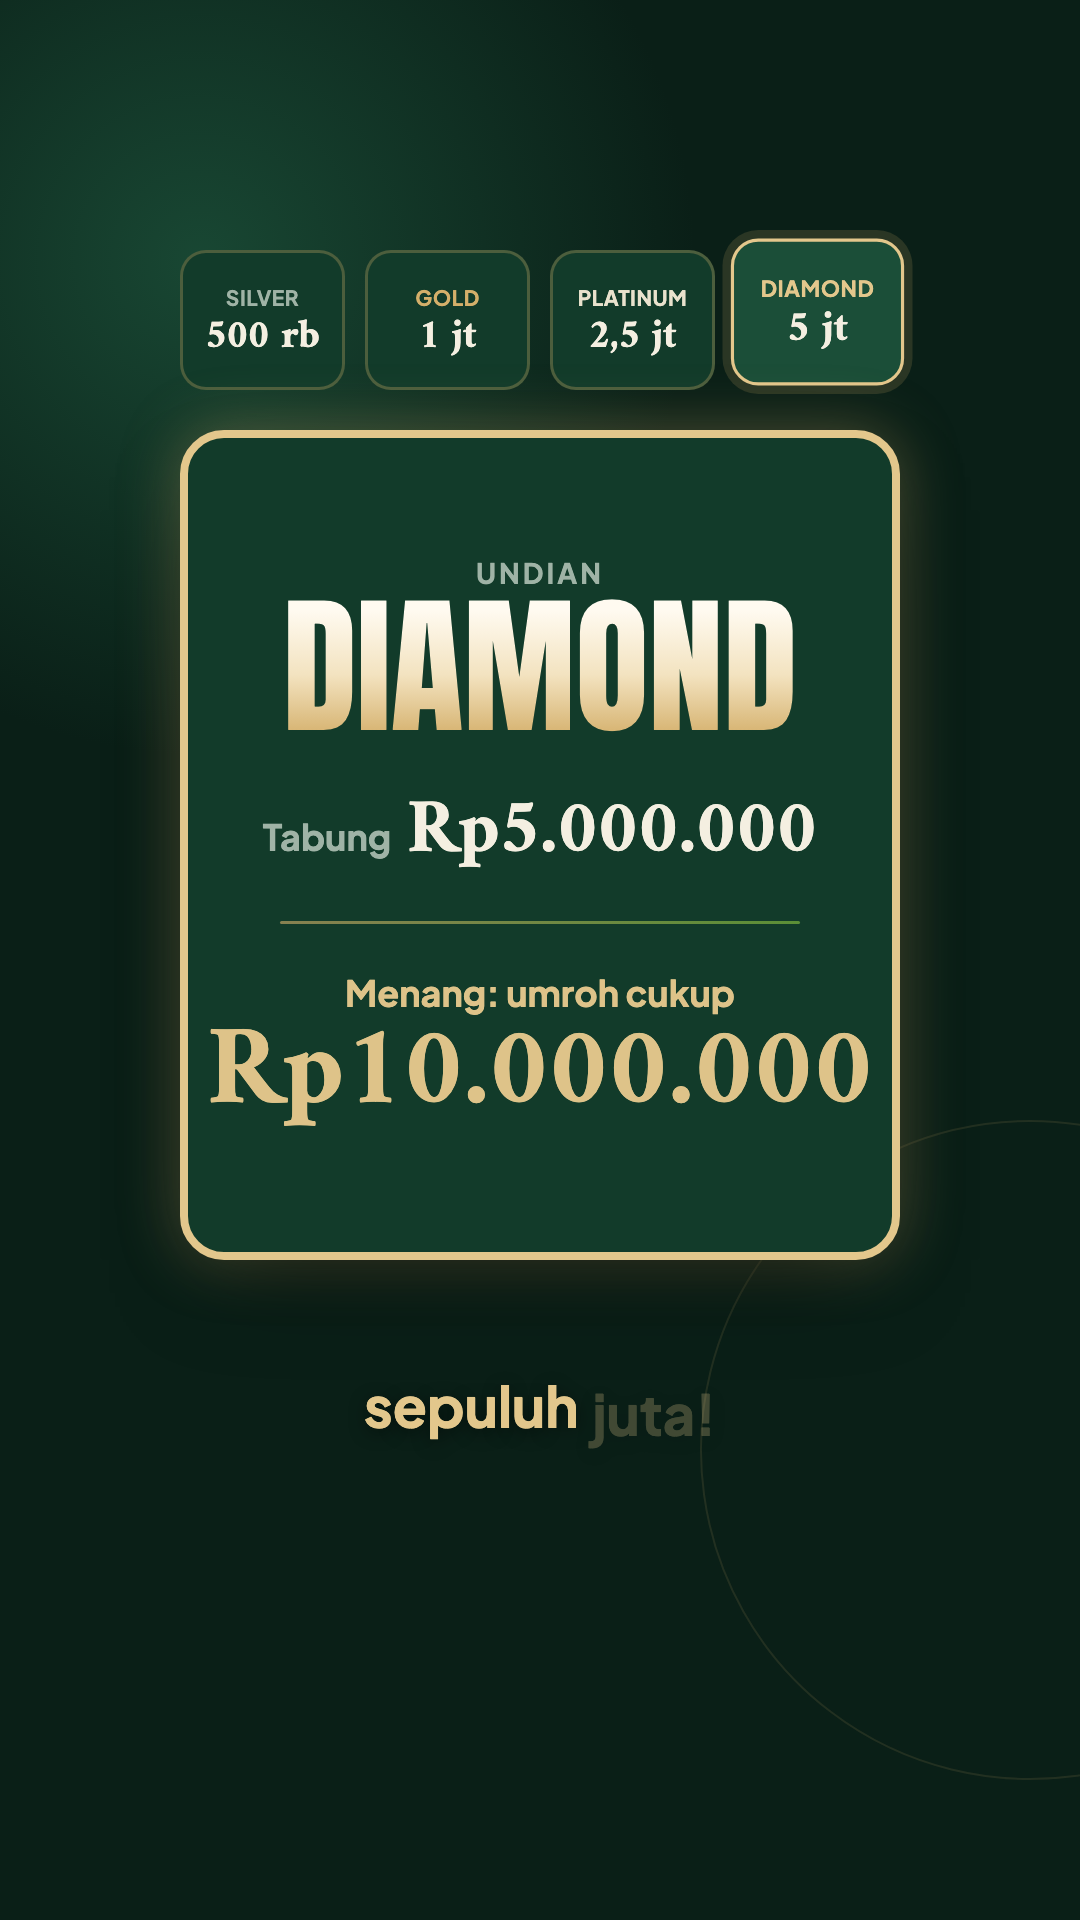 SILVER
500 rb
GOLD
1 jt
PLATINUM
2,5 jt
DIAMOND
5 jt
UNDIAN
DIAMOND
Tabung Rp5.000.000
Menang: umroh cukup
Rp10.000.000
sepuluh juta!